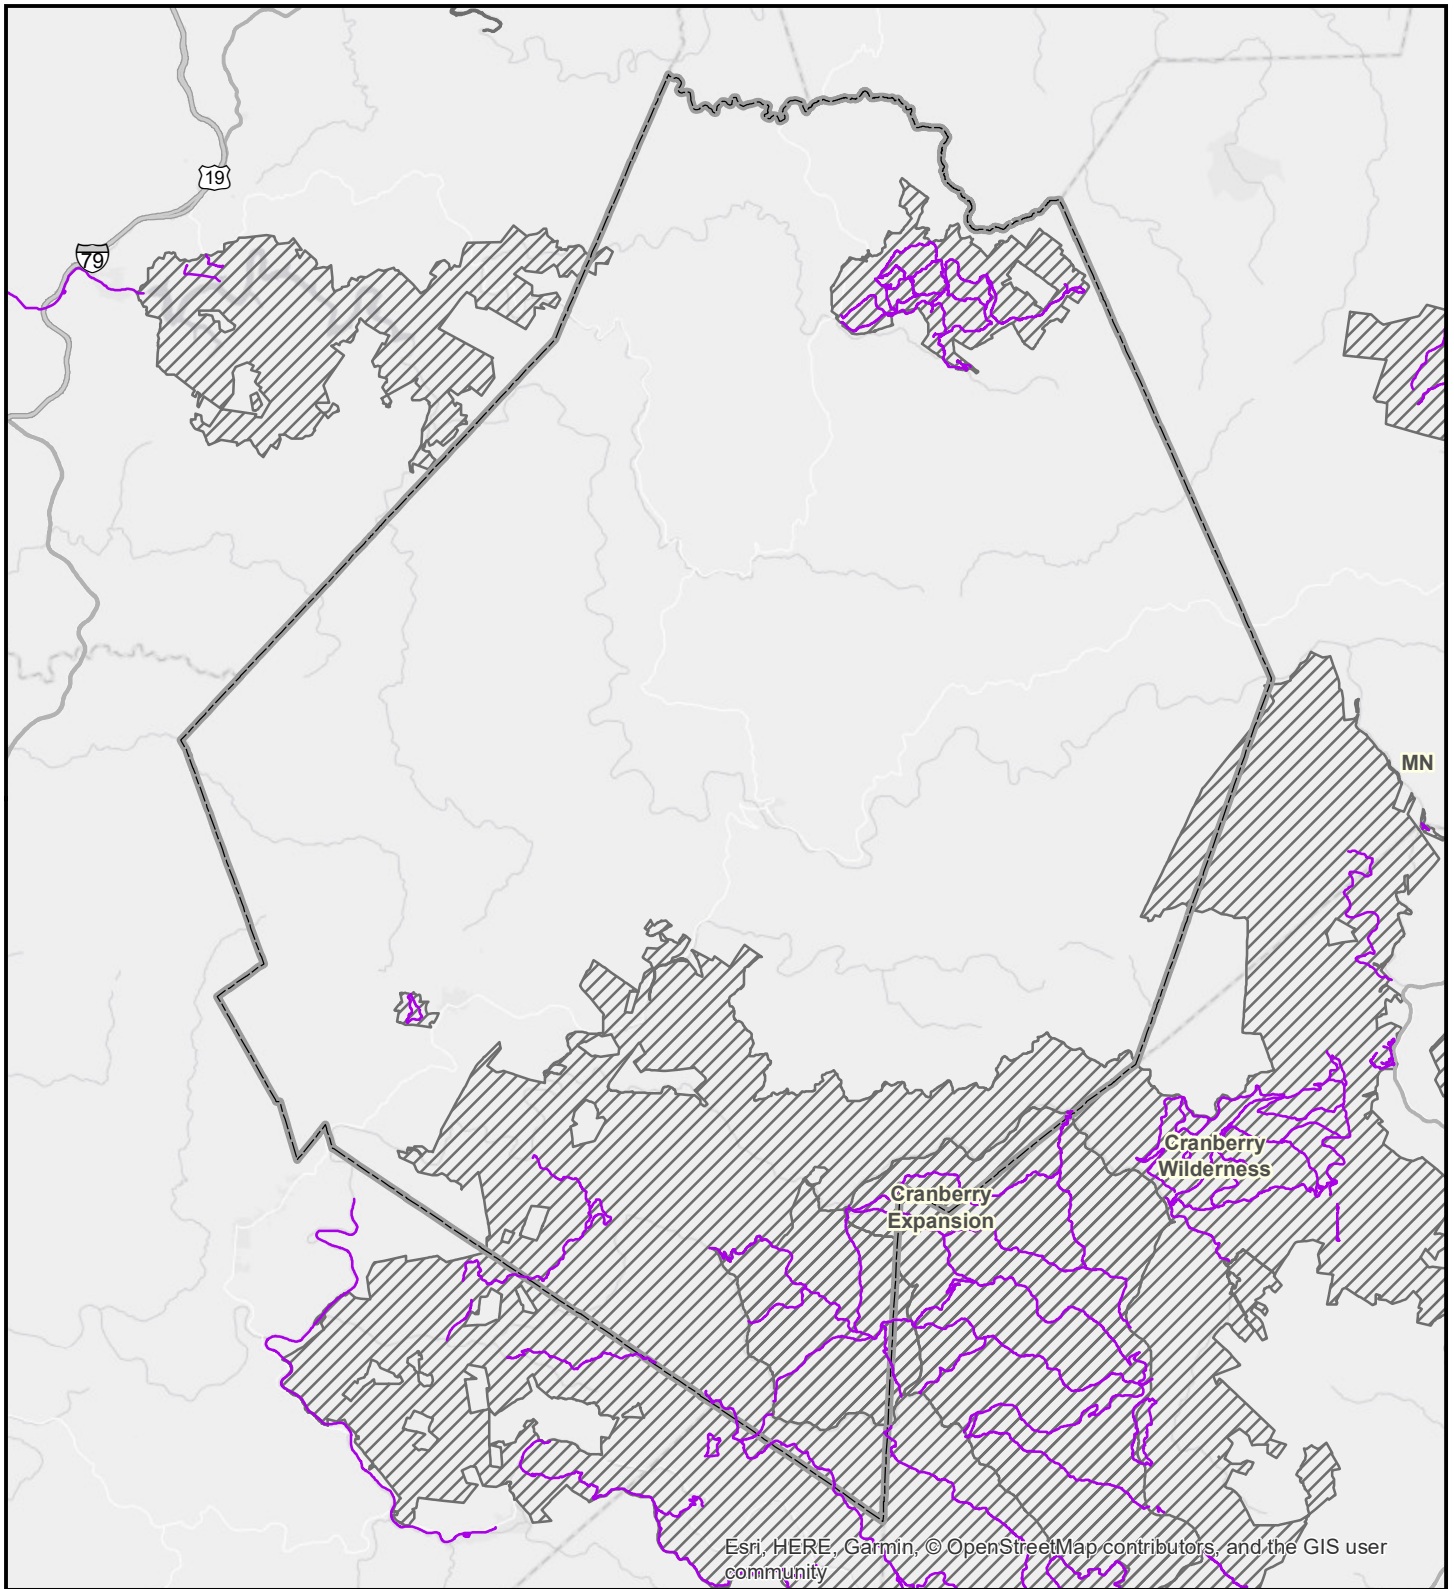 19
79
MN
Cranberry
Wilderness
Cranberry
Expansion
Esri, HERE, Garmin, © OpenStreetMap contributors, and the GIS user
community